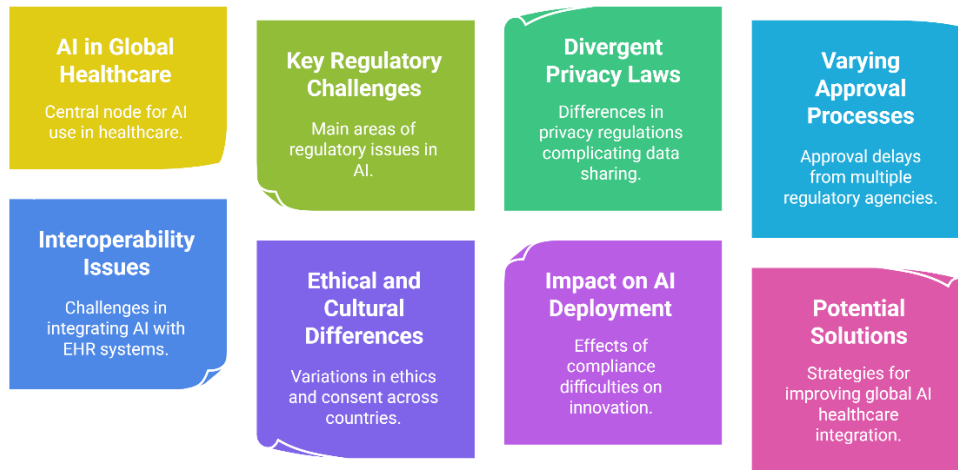 AI in Global
Healthcare
Central node for AI
use in healthcare.
Key Regulatory
Challenges
Main areas of
regulatory issues in
AI.
Divergent
Privacy Laws
Differences in
privacy regulations
complicating data
sharing.
Varying
Approval
Processes
Approval delays
from multiple
regulatory agencies.
Interoperability
Issues
Challenges in
integrating AI with
EHR systems.
Ethical and
Cultural
Differences
Variations in ethics
and consent across
countries.
Impact on AI
Deployment
Effects of
compliance
difficulties on
innovation.
Potential
Solutions
Strategies for
improving global AI
healthcare
integration.